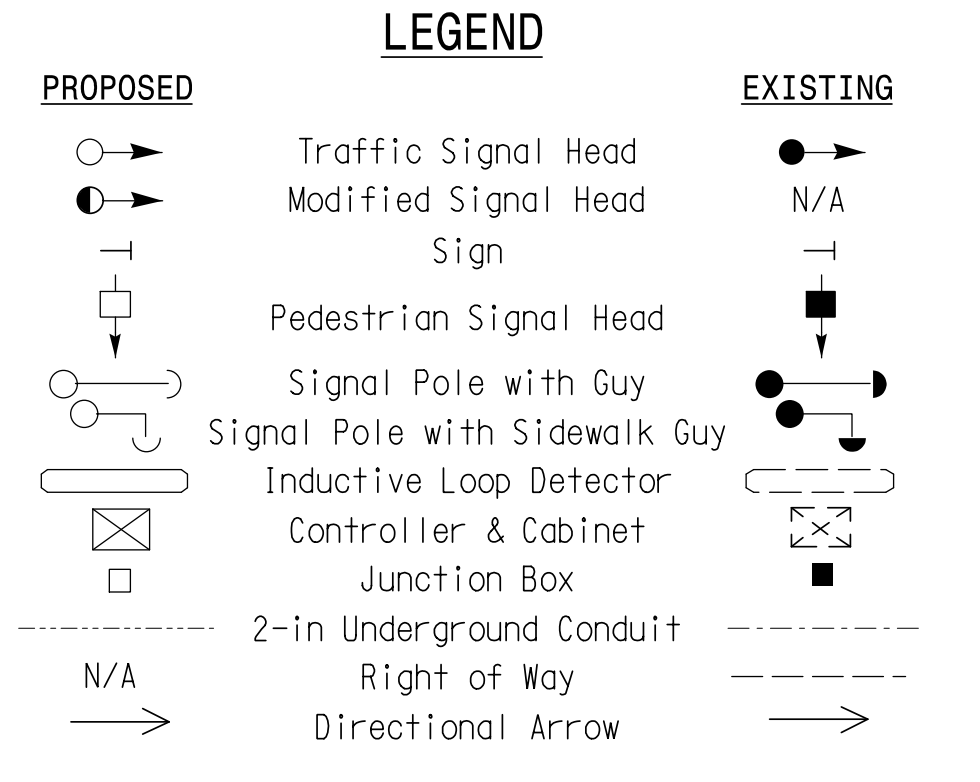 LEGEND
PROPOSED EXISTING
Traffic Signal Head
Modified Signal Head N/A
Sign
Pedestrian Signal Head
Signal Pole with Guy
Signal Pole with Sidewalk Guy
Inductive Loop Detector
Controller & Cabinet
Junction Box
2-in Underground Conduit
N/A Right of Way
Directional Arrow